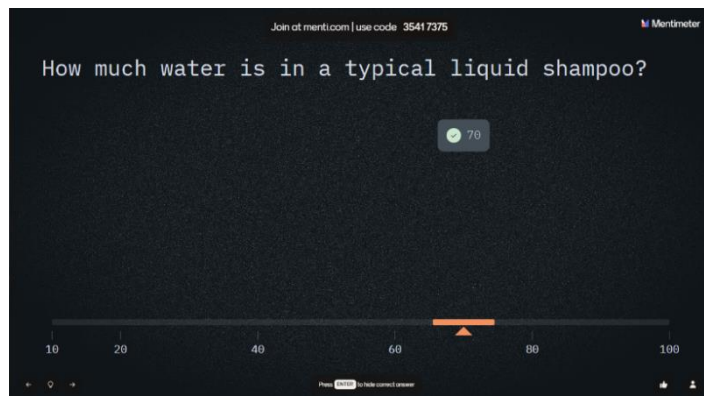 Join at menti.com | use code 3541 7375
Mentimeter
How much water is in a typical liquid shampoo?
70
10 20 40 60 80 100
Press ENTER to hide correct answer